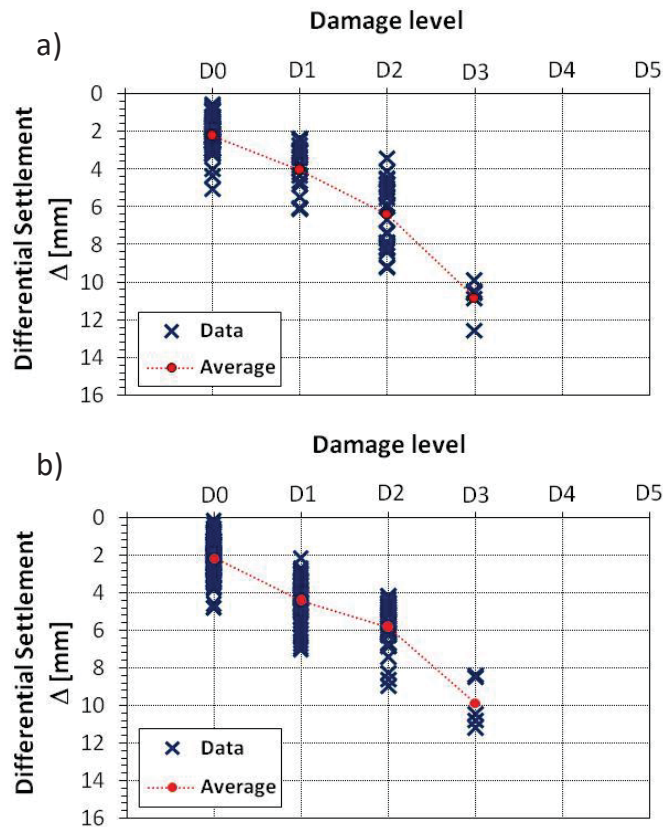 a)
Damage level
D0 D1 D2 D3 D4 D5
Differential Settlement
Δ [mm]
0
2
4
6
8
10
12
14
16
Data
Average
b)
Damage level
D0 D1 D2 D3 D4 D5
Differential Settlement
Δ [mm]
0
2
4
6
8
10
12
14
16
Data
Average